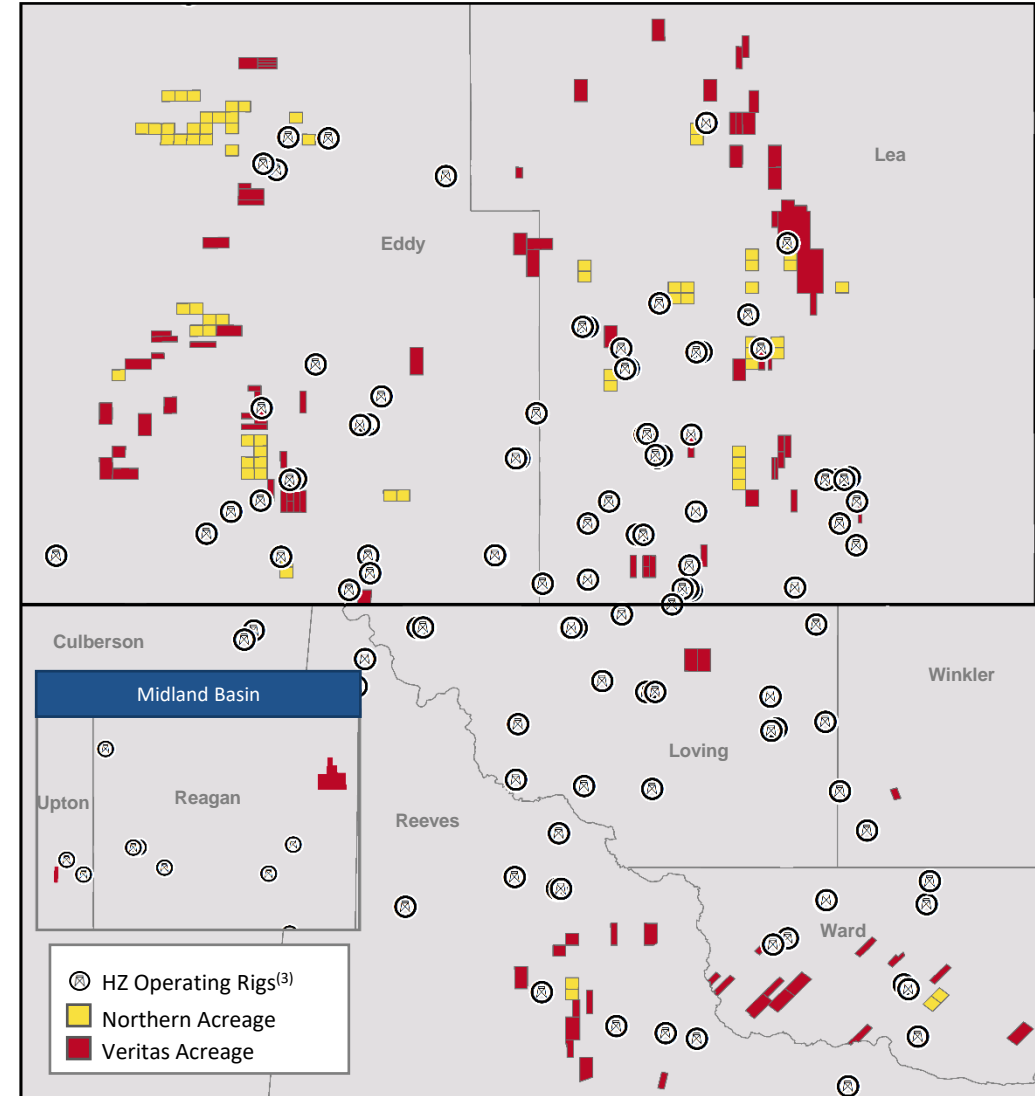 Lea
Eddy
Culberson
Winkler
Midland Basin
Loving
Upton
Reagan
Reeves
Ward
HZ Operating Rigs(3)
Northern Acreage
Veritas Acreage